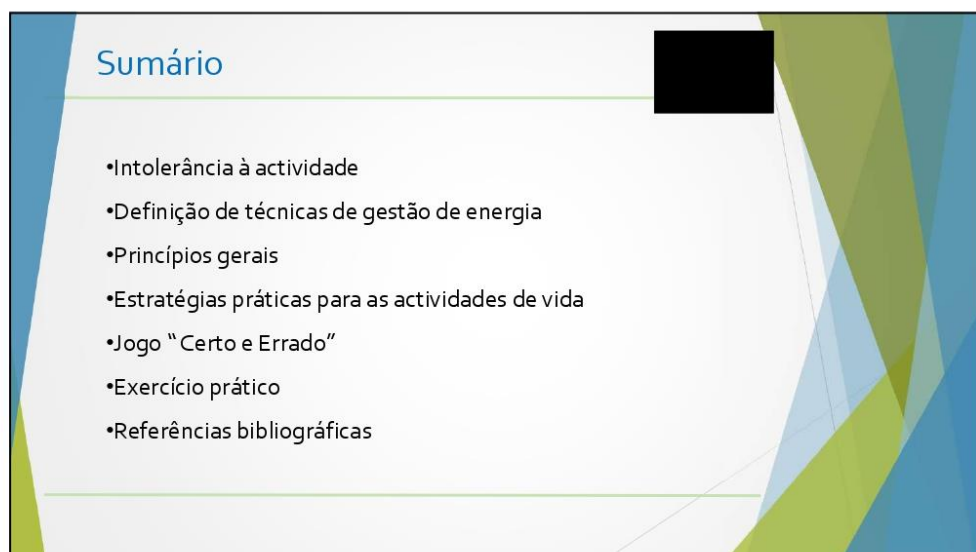 Sumário
•Intolerância à actividade
•Definição de técnicas de gestão de energia
•Princípios gerais
•Estratégias práticas para as actividades de vida
•Jogo “Certo e Errado”
•Exercício prático
•Referências bibliográficas